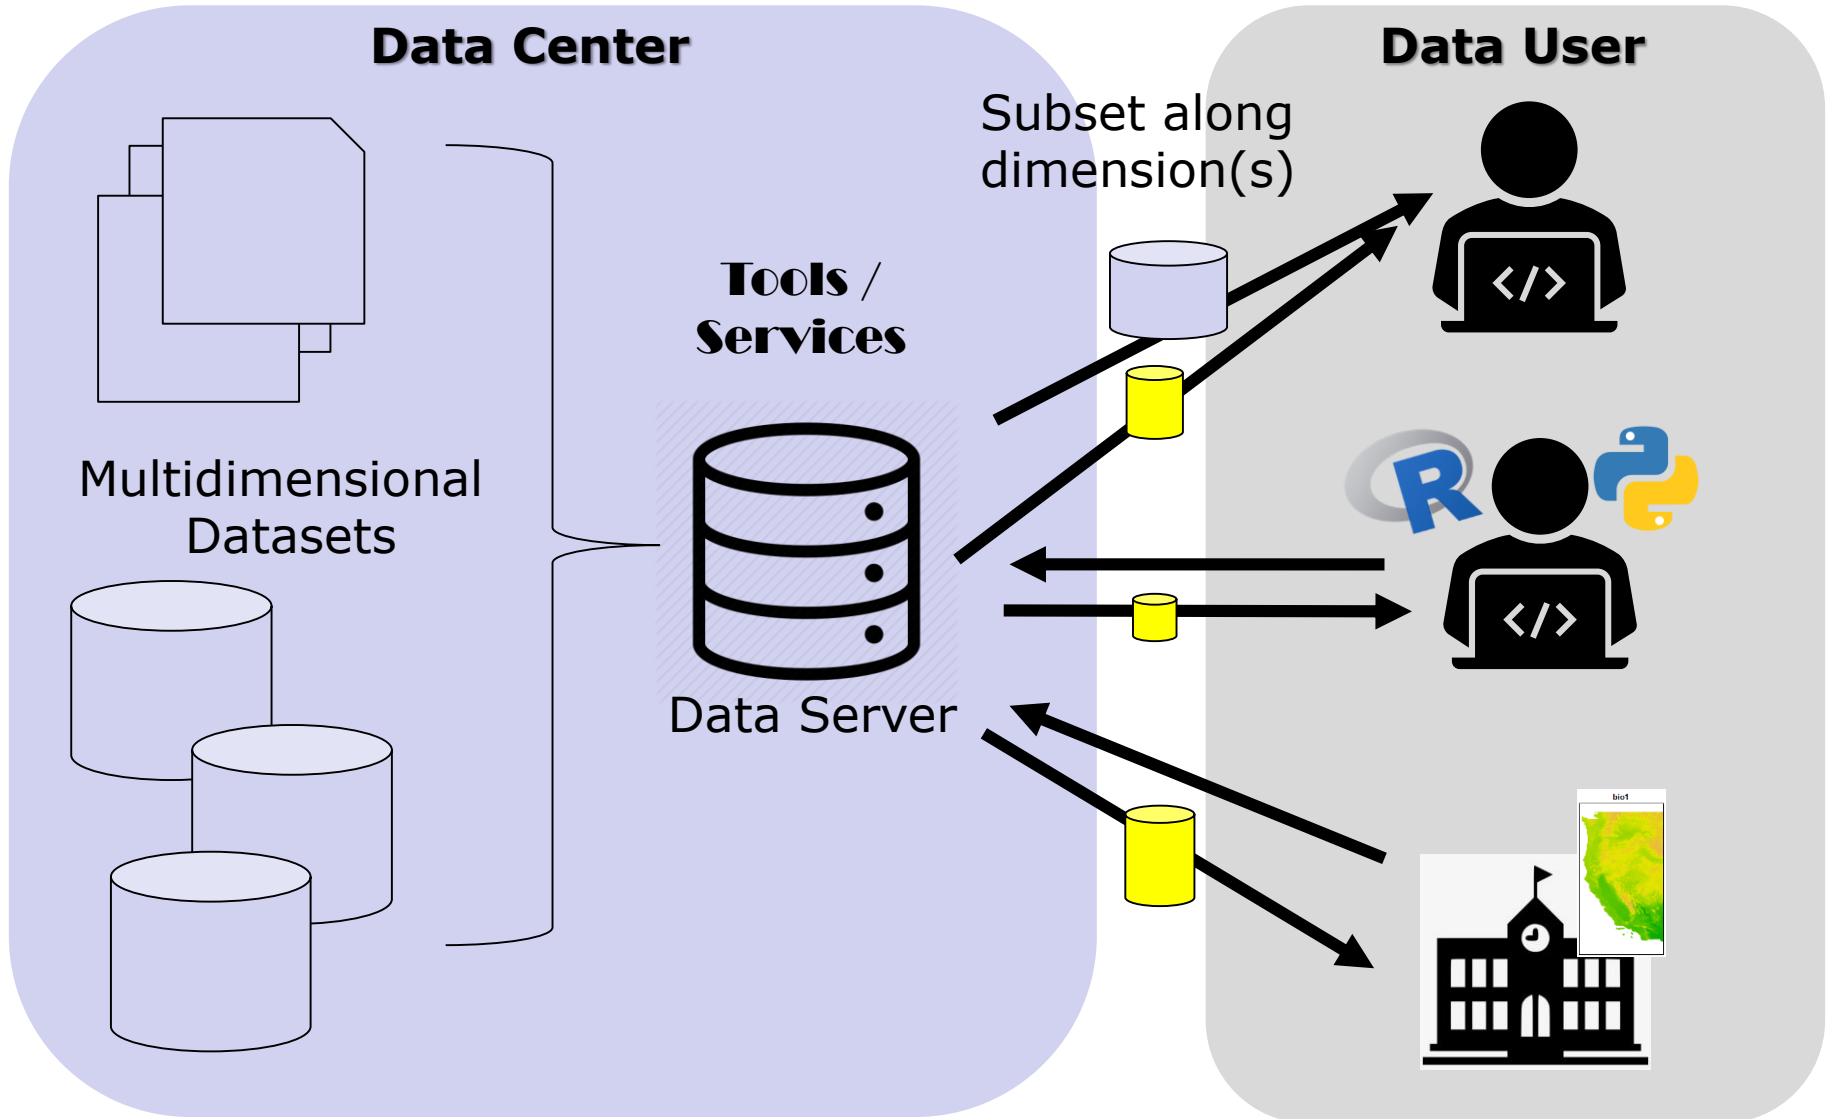 Data Center
Data User
Subset along
dimension(s)
Tools /
Services
</>
Multidimensional
Datasets
R
</>
Data Server
bio1